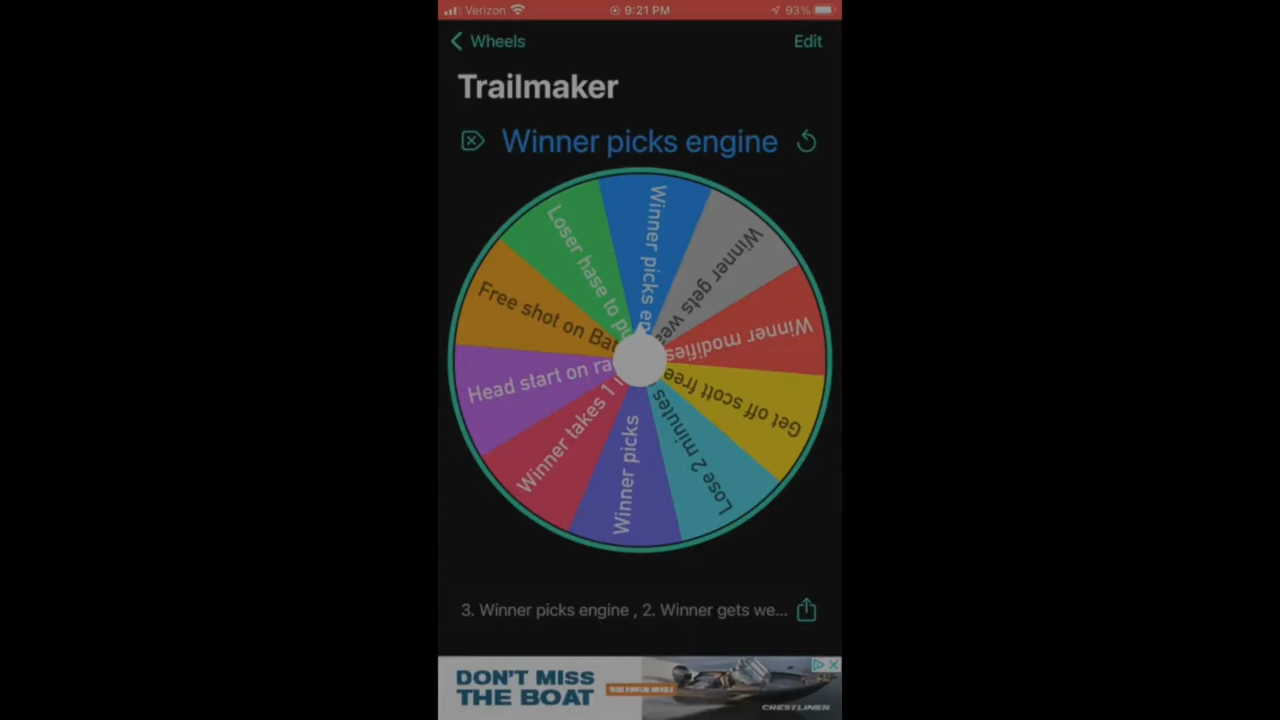 Verizon 9:21 PM 93%
Wheels Edit
Trailmaker
Winner picks engine
Winner picks en
Winner gets wea
Winner modifies
Get off scott free
Lose 2 minutes
Winner picks
Winner takes 1
Head start on ra
Free shot on Ba
Loser hase to pu
3. Winner picks engine , 2. Winner gets we...
DON'T MISS
THE BOAT
CRESTLINER